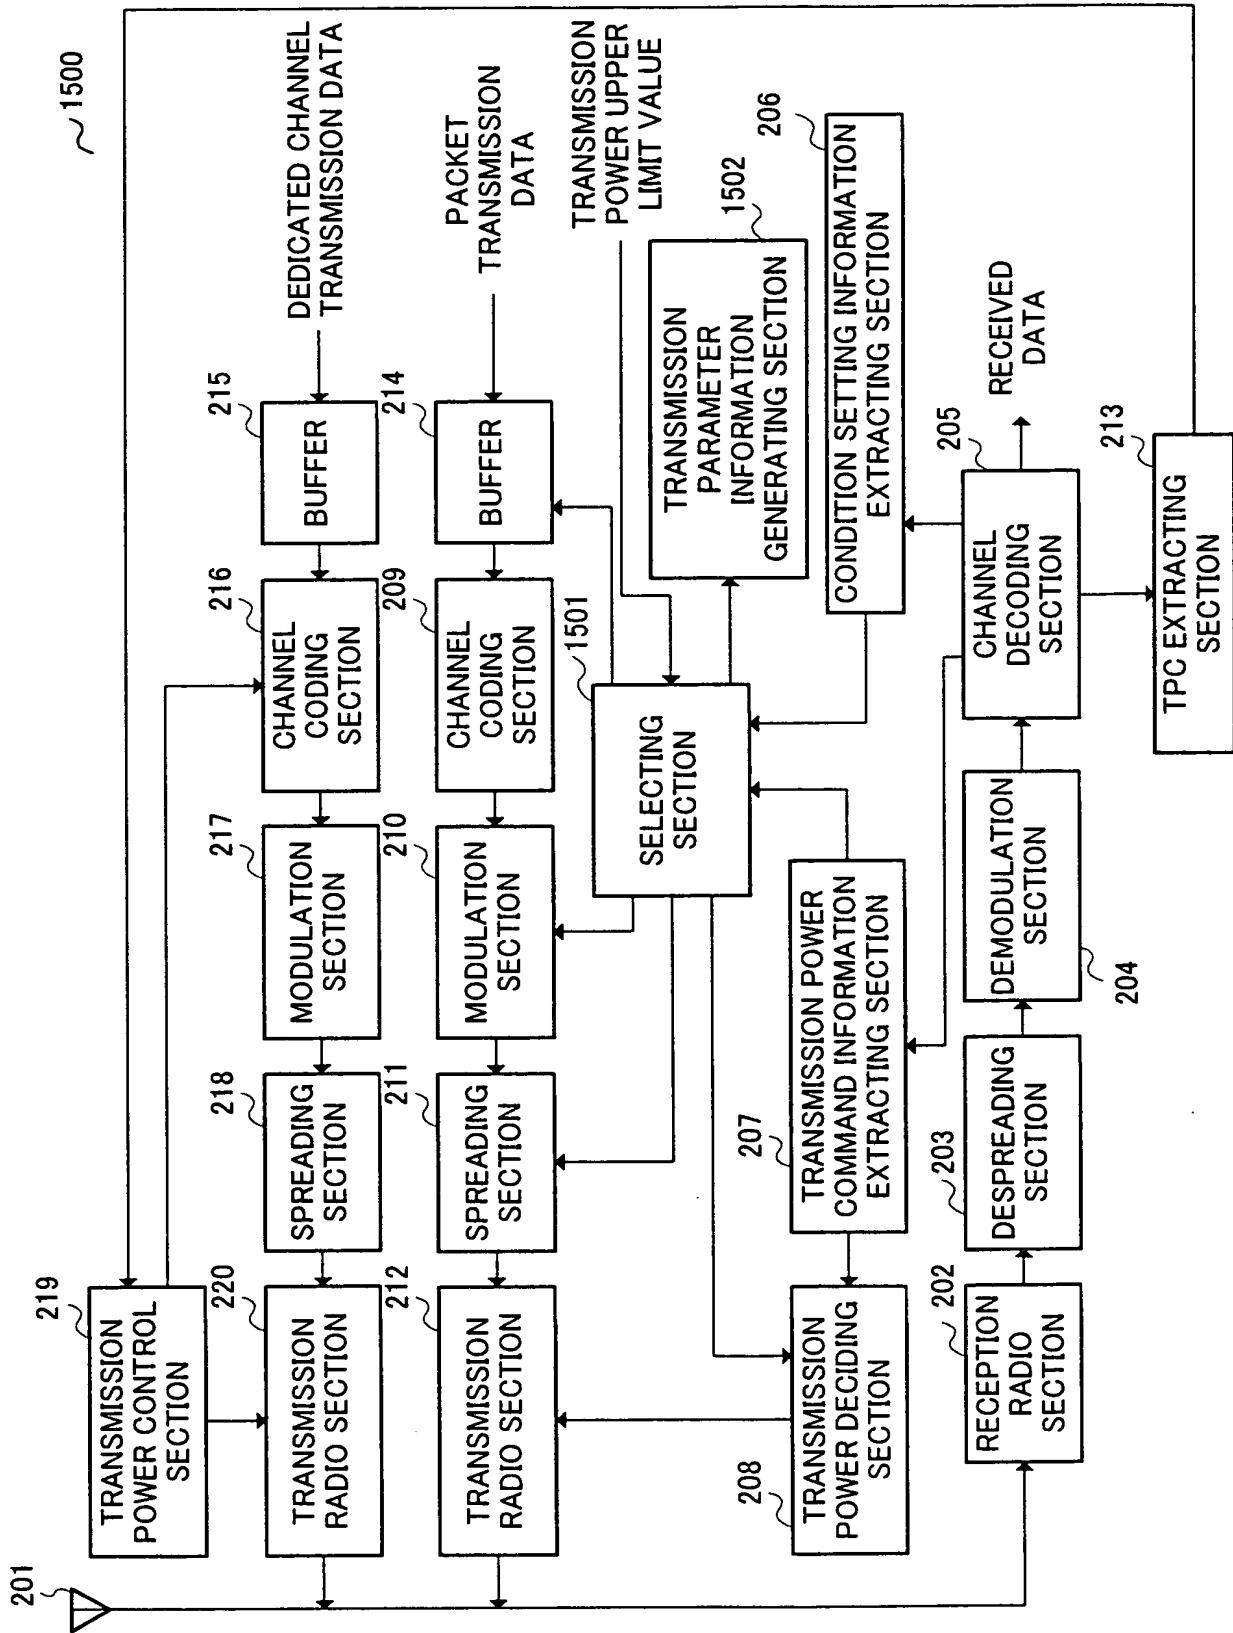 1500
201
219
TRANSMISSION
POWER CONTROL
SECTION
220
TRANSMISSION
RADIO SECTION
218
SPREADING
SECTION
217
MODULATION
SECTION
216
CHANNEL
CODING
SECTION
215
BUFFER
DEDICATED CHANNEL
TRANSMISSION DATA
212
TRANSMISSION
RADIO SECTION
211
SPREADING
SECTION
210
MODULATION
SECTION
209
CHANNEL
CODING
SECTION
214
BUFFER
PACKET
TRANSMISSION
DATA
TRANSMISSION
POWER UPPER
LIMIT VALUE
1501
SELECTING
SECTION
1502
TRANSMISSION
PARAMETER
INFORMATION
GENERATING SECTION
208
TRANSMISSION
POWER DECIDING
SECTION
207
TRANSMISSION POWER
COMMAND INFORMATION
EXTRACTING SECTION
206
CONDITION SETTING INFORMATION
EXTRACTING SECTION
202
RECEPTION
RADIO
SECTION
203
DESPREADING
SECTION
204
DEMODULATION
SECTION
205
CHANNEL
DECODING
SECTION
RECEIVED
DATA
213
TPC EXTRACTING
SECTION